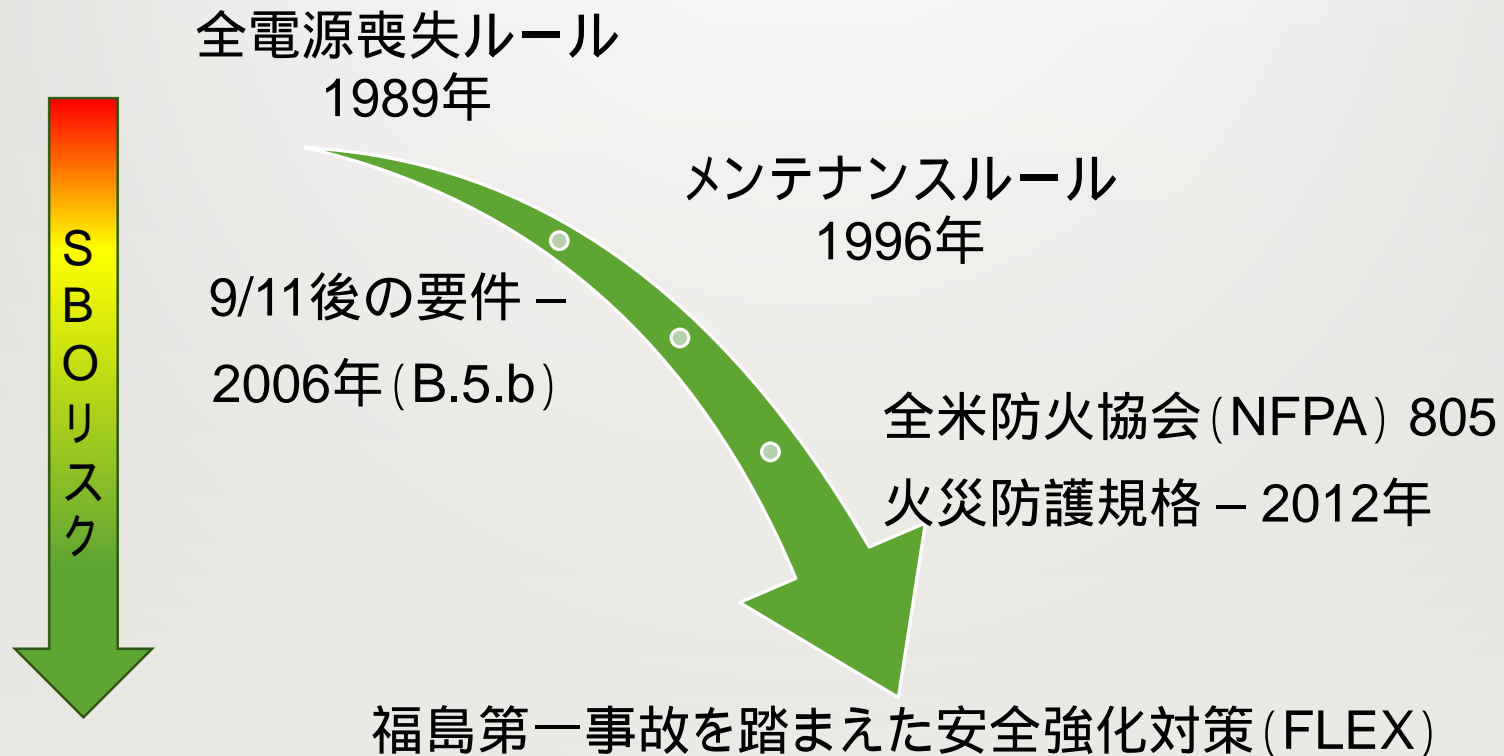 全電源喪失ルール
1989年
メンテナンスルール
1996年
SBOリスク
9/11後の要件 –
2006年(B.5.b)
全米防火協会(NFPA) 805
火災防護規格 – 2012年
福島第一事故を踏まえた安全強化対策(FLEX)